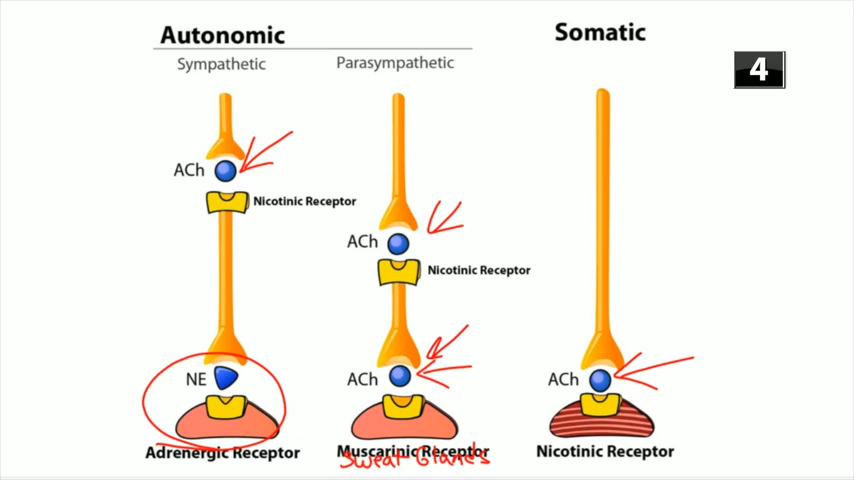 Autonomic
Somatic
Sympathetic
Parasympathetic
4
ACh
Nicotinic Receptor
ACh
Nicotinic Receptor
NE
ACh
ACh
Adrenergic Receptor
Muscarinic Receptor
Nicotinic Receptor
Sweat Glands